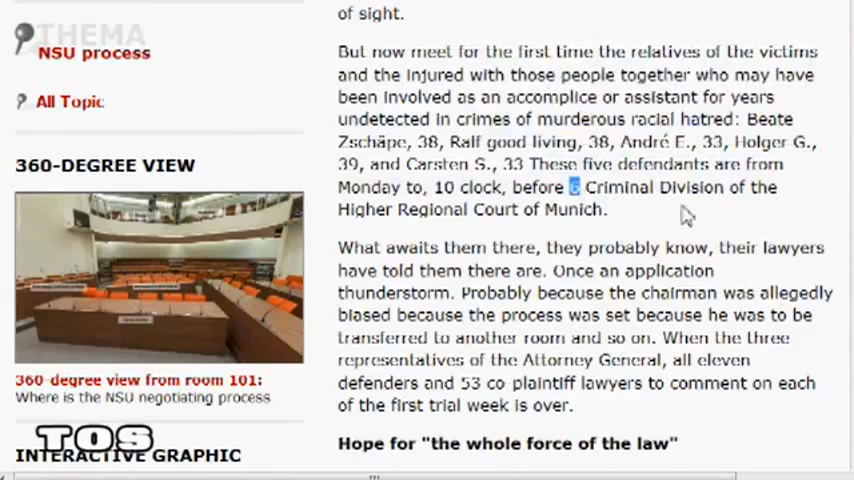 THEMA
NSU process
All Topic
360-DEGREE VIEW
360-degree view from room 101:
Where is the NSU negotiating process
TOS
INTERACTIVE GRAPHIC
of sight.
But now meet for the first time the relatives of the victims
and the injured with those people together who may have
been involved as an accomplice or assistant for years
undetected in crimes of murderous racial hatred: Beate
Zschäpe, 38, Ralf good living, 38, André E., 33, Holger G.,
39, and Carsten S., 33 These five defendants are from
Monday to, 10 clock, before 6 Criminal Division of the
Higher Regional Court of Munich.
What awaits them there, they probably know, their lawyers
have told them there are. Once an application
thunderstorm. Probably because the chairman was allegedly
biased because the process was set because he was to be
transferred to another room and so on. When the three
representatives of the Attorney General, all eleven
defenders and 53 co plaintiff lawyers to comment on each
of the first trial week is over.
Hope for "the whole force of the law"